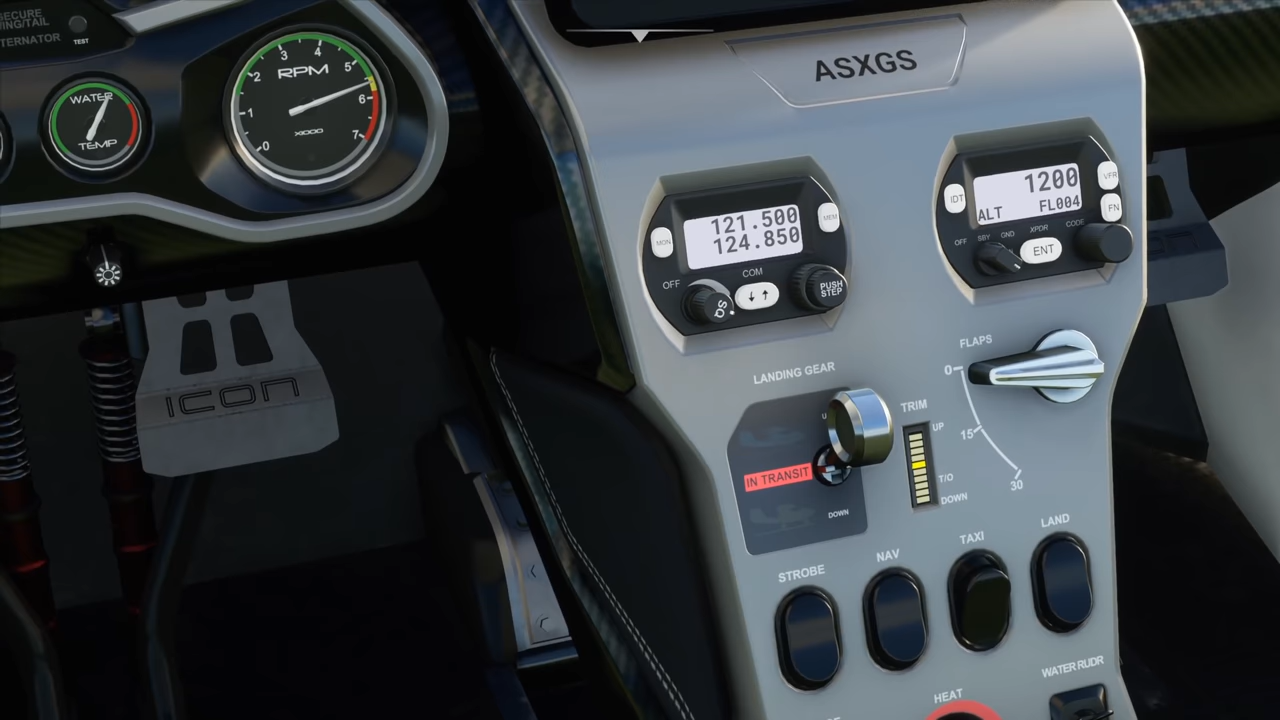 SECURE
WING/TAIL
TERNATOR
TEST
WATER
TEMP
0
1
2
3
4
5
6
7
RPM
X1000
ICON
ASXGS
121.500
124.850
MON
MEM
OFF
COM
SQ
PUSH
STEP
1200
ALT FL004
IDT
VFR
FN
OFF
SBY
GND
XPDR
CODE
ENT
FLAPS
0
15
30
LANDING GEAR
IN TRANSIT
DOWN
TRIM
UP
T/O
DOWN
STROBE
NAV
TAXI
LAND
HEAT
WATER RUDR